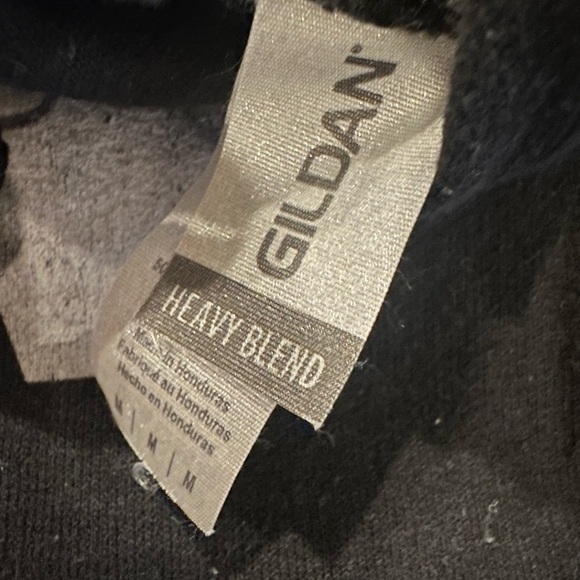 GILDAN
HEAVY BLEND
Made in Honduras
Fabriqué au Honduras
Hecho en Honduras
M | M | M